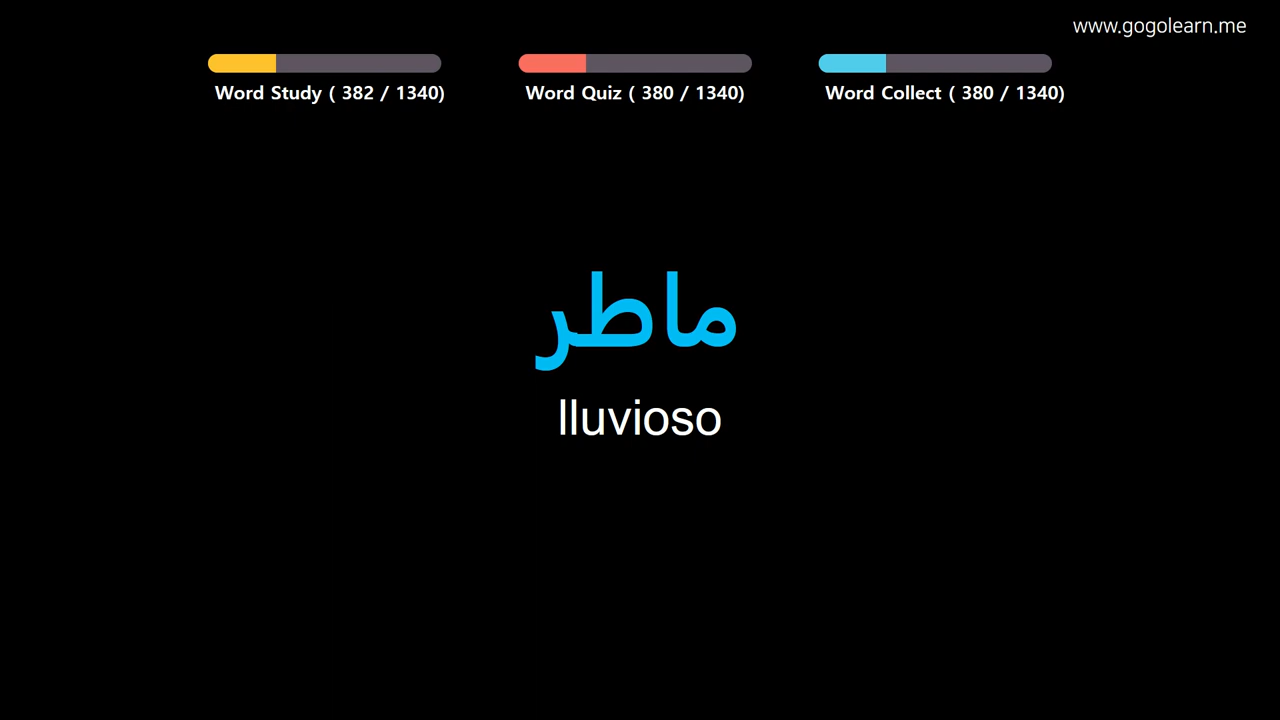 www.gogolearn.me
Word Study ( 382 / 1340)
Word Quiz ( 380 / 1340)
Word Collect ( 380 / 1340)
ماطر
lluvioso